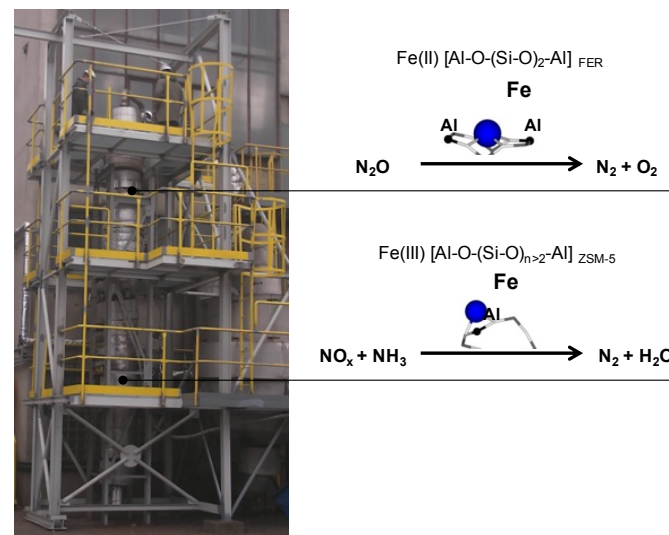 Fe(II) [Al-O-(Si-O)₂-Al] FER
Fe
Al Al
N₂O N₂ + O₂
Fe(III) [Al-O-(Si-O)ₙ>₂-Al] ZSM-5
Fe
Al
NOₓ + NH₃ N₂ + H₂O